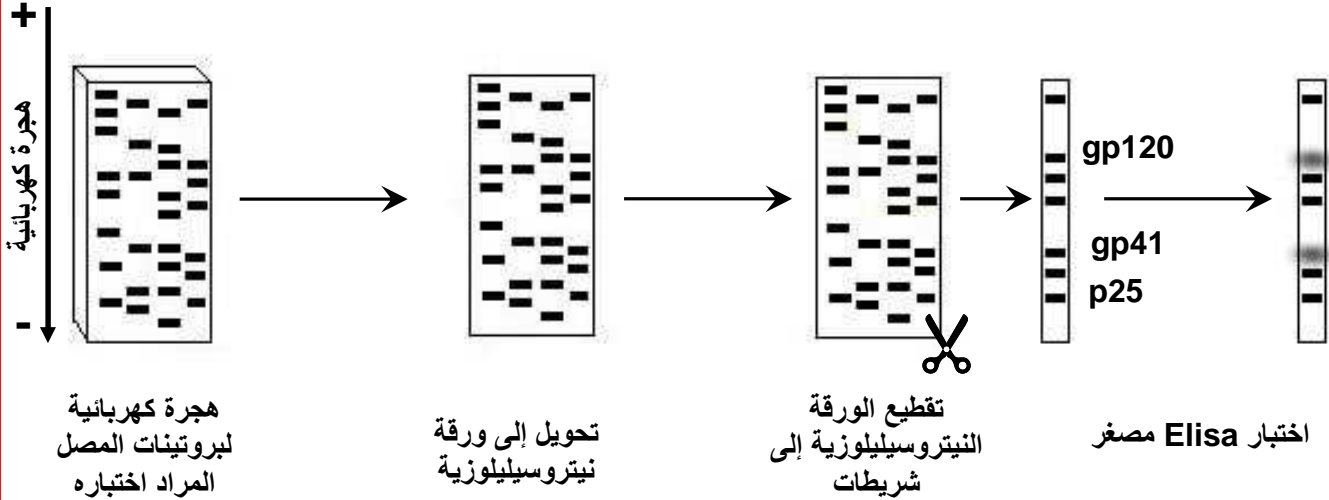 +
هجرة كهربائية
-
gp120
gp41
p25
هجرة كهربائية
لبروتينات المصل
المراد اختباره
تحويل إلى ورقة
نيتروسيليلوزية
تقطيع الورقة
النيتروسيليلوزية إلى
شريطات
اختبار Elisa مصغر